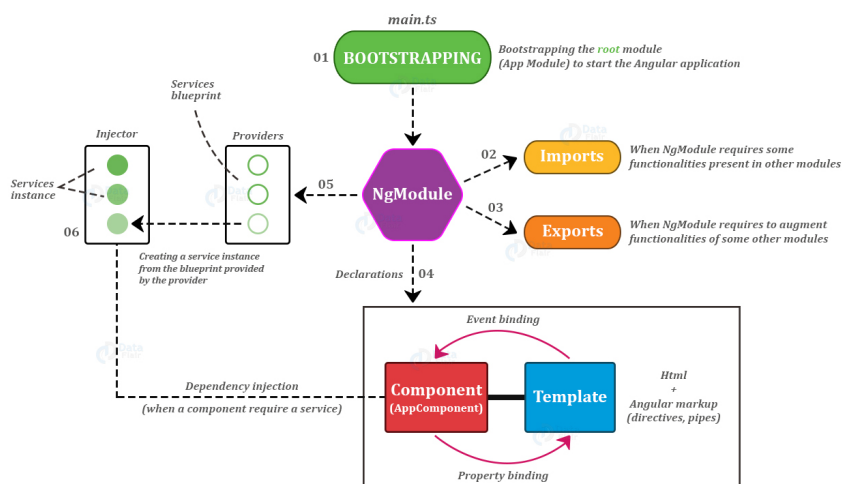 main.ts
01
BOOTSTRAPPING
Bootstrapping the root module
(App Module) to start the Angular application
Services
blueprint
Injector
Providers
Services
instance
06
05
NgModule
02
Imports
When NgModule requires some
functionalities present in other modules
03
Exports
When NgModule requires to augment
functionalities of some other modules
Creating a service instance
from the blueprint provided
by the provider
Declarations
04
Event binding
Component
(AppComponent)
Template
Html
+
Angular markup
(directives, pipes)
Property binding
Dependency injection
(when a component require a service)
Data